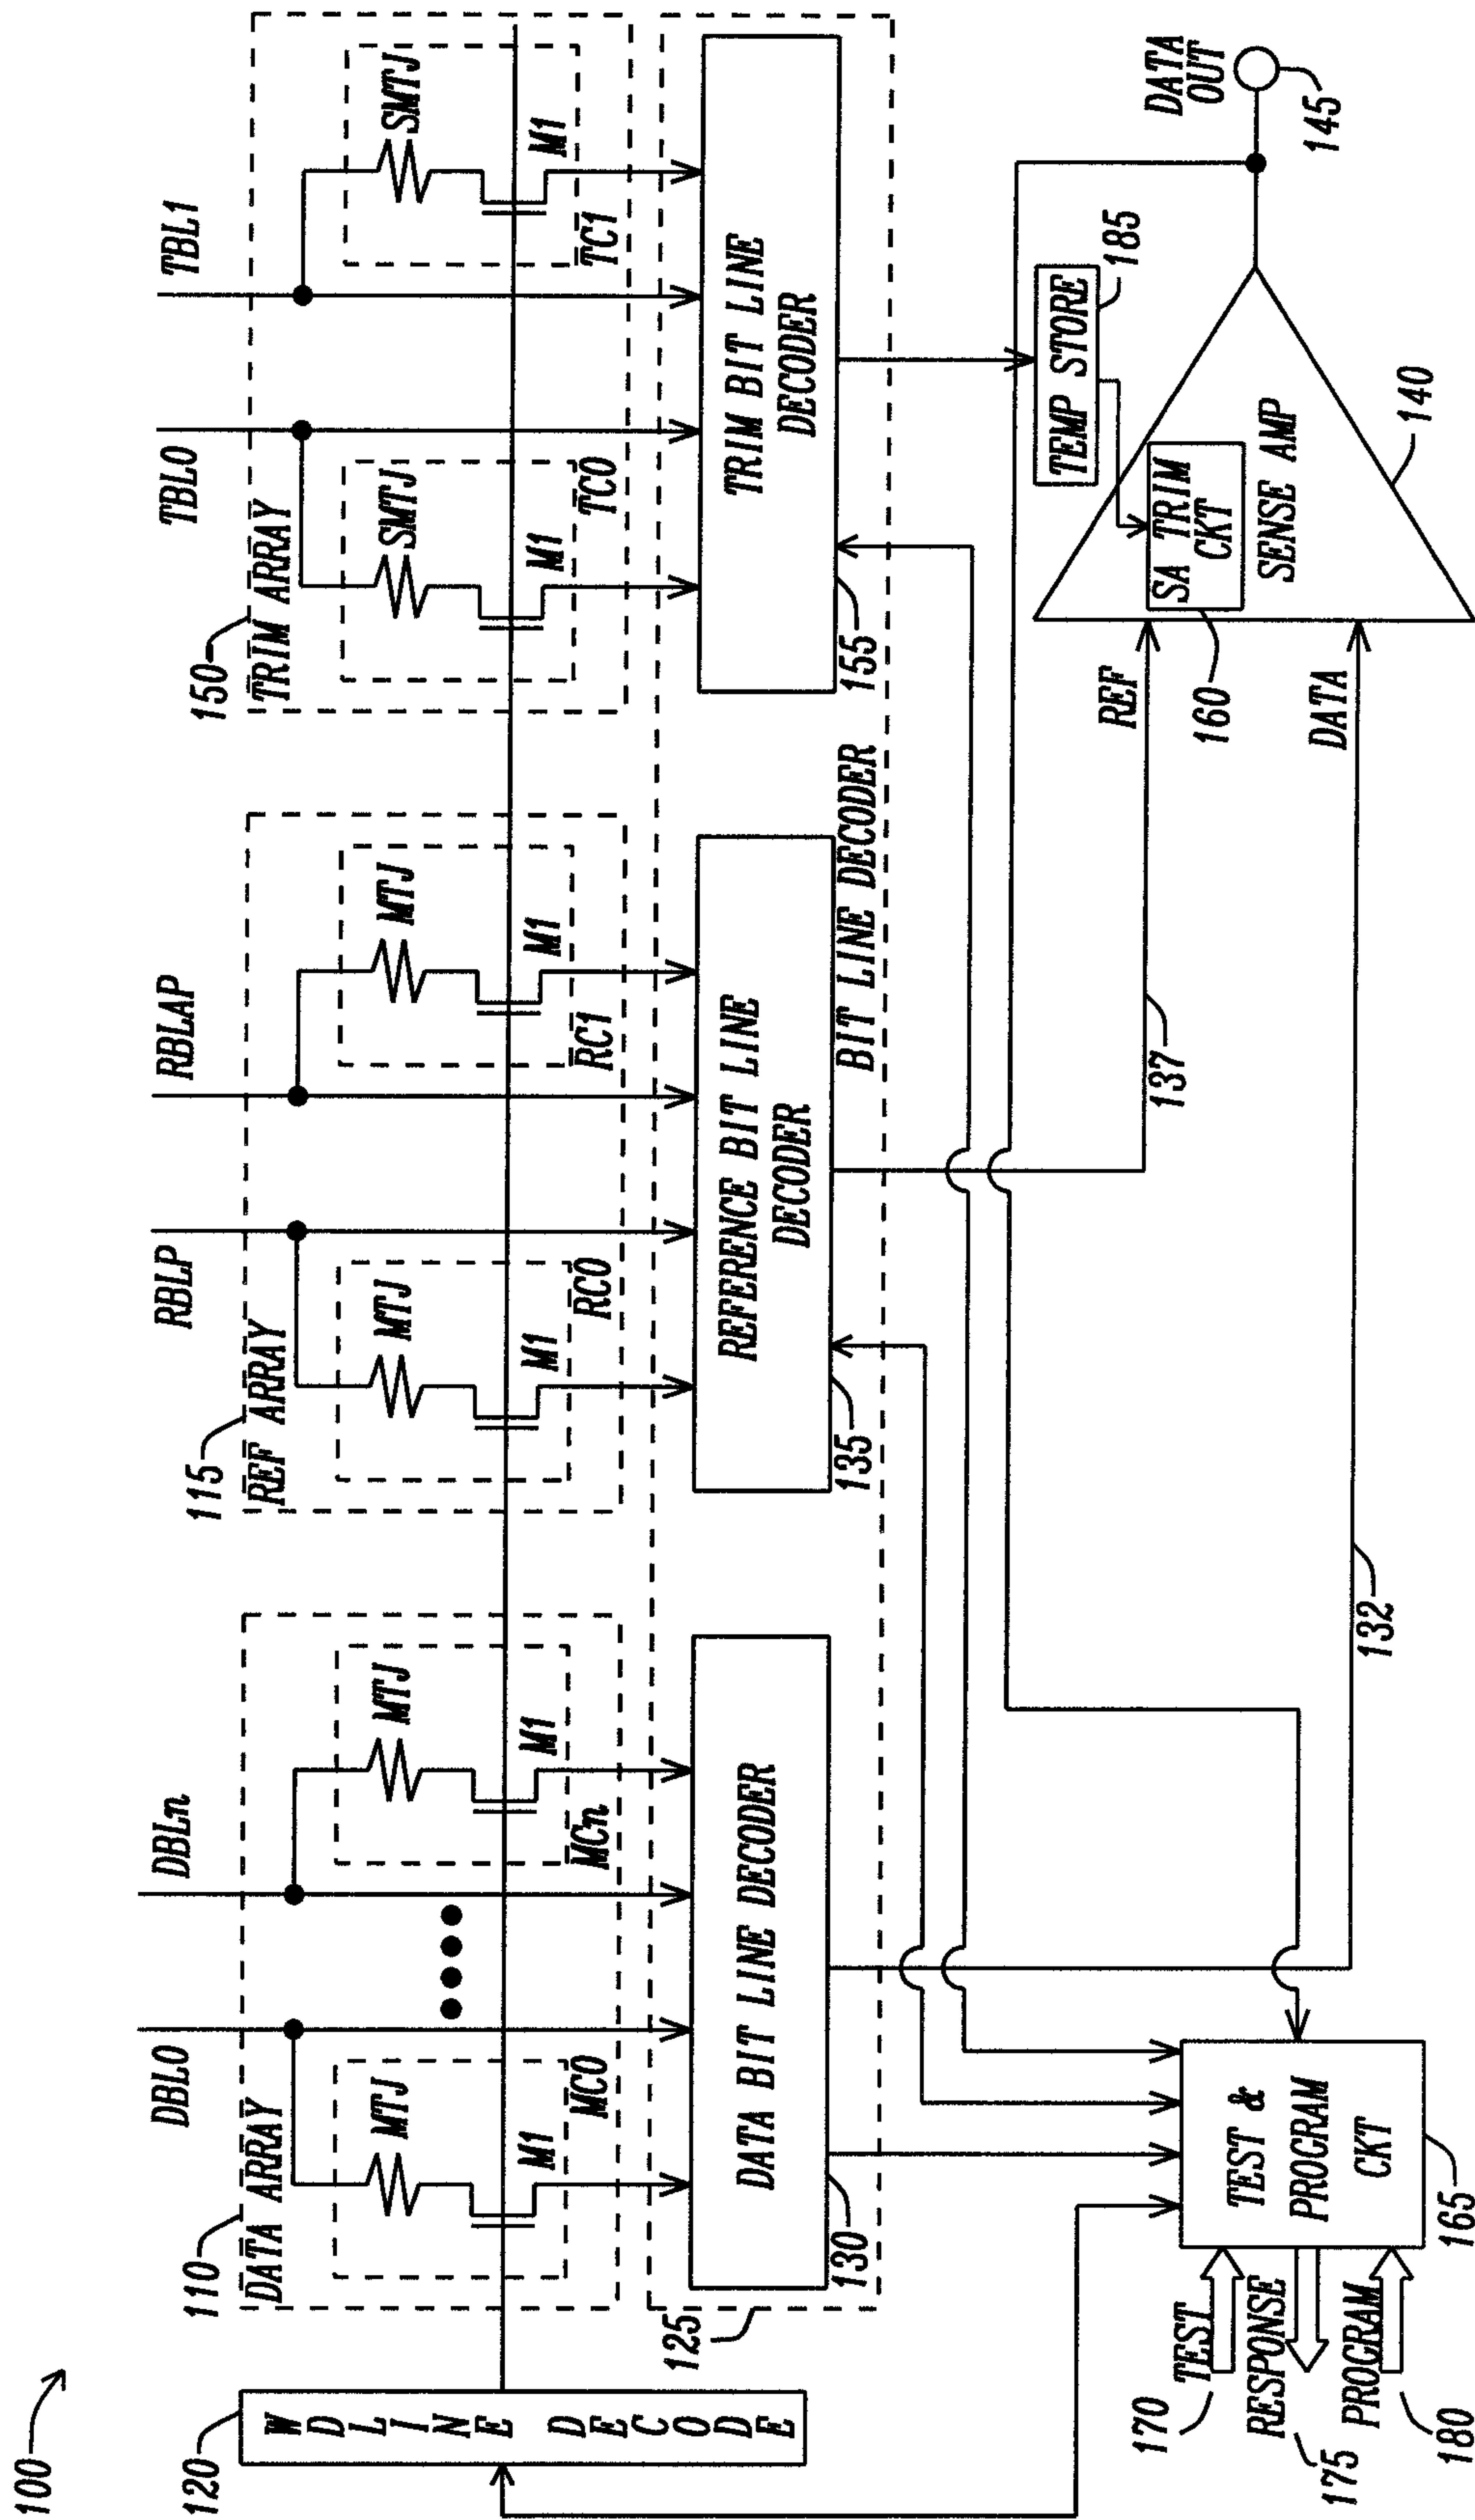 100
120
WDLINE DECODE
110
DATA ARRAY
DBL0
DBLn
MTJ
M1
MC0
MTJ
M1
MCn
115
REF ARRAY
RBLP
RBLAP
MTJ
M1
RC0
MTJ
M1
RC1
150
TRIM ARRAY
TBL0
TBL1
SMTJ
M1
TC0
SMTJ
M1
TC1
125
130
DATA BIT LINE DECODER
135
REFERENCE BIT LINE
DECODER
BIT LINE DECODER
155
TRIM BIT LINE
DECODER
170
TEST
RESPONSE
175
PROGRAM
180
TEST &
PROGRAM
CKT
165
132
137
REF
DATA
160
SA TRIM
CKT
SENSE AMP
140
TEMP STORE
185
DATA
OUT
145